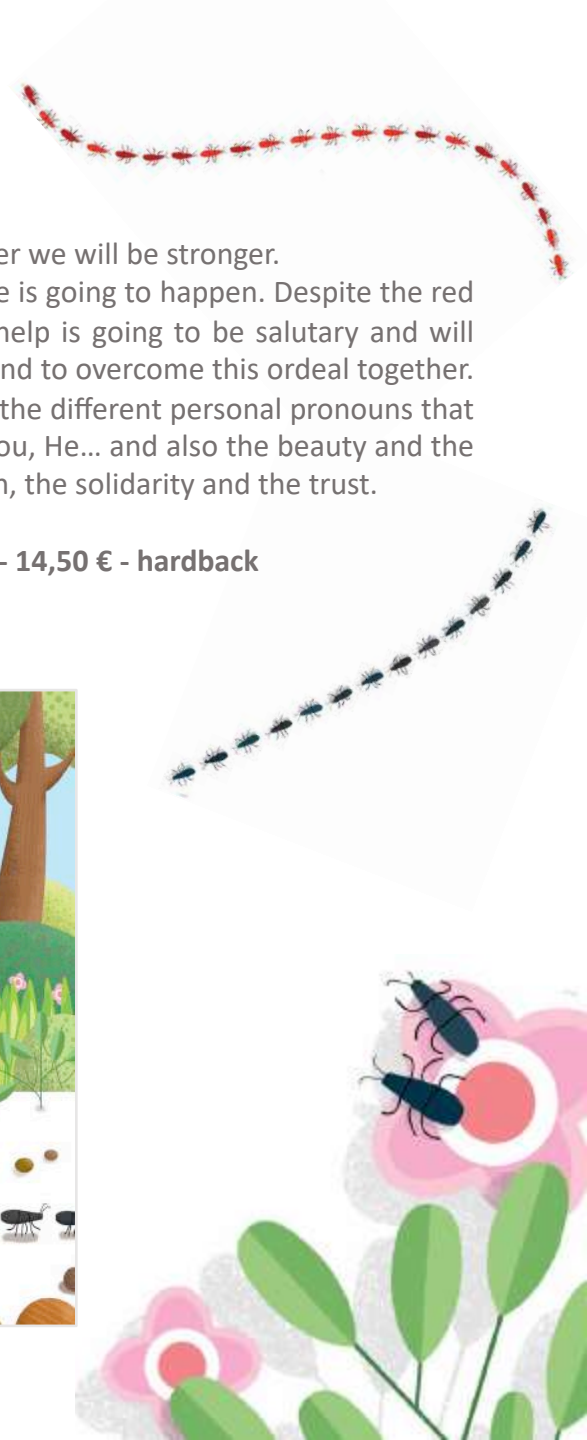 er we will be stronger.
e is going to happen. Despite the red
help is going to be salutary and will
nd to overcome this ordeal together.
the different personal pronouns that
ou, He... and also the beauty and the
n, the solidarity and the trust.
- 14,50 € - hardback